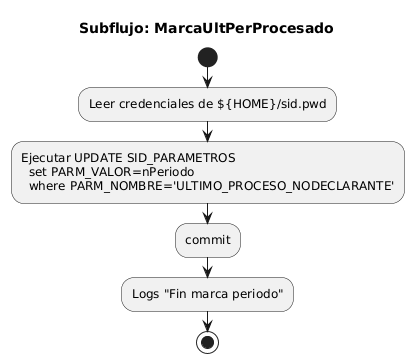 Subflujo: MarcaUltPerProcesado
Leer credenciales de ${HOME}/sid.pwd
Ejecutar UPDATE SID_PARAMETROS
set PARM_VALOR=nPeriodo
where PARM_NOMBRE='ULTIMO_PROCESO_NODECLARANTE'
commit
Logs "Fin marca periodo"